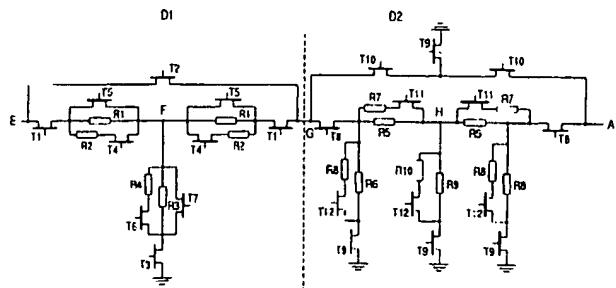 D1 D2
T9
T2 T10 T10
T5 T5 T11 T11
F R7 H R7
E R1 R1 A
T1 R2 T4 T4 R2 T1 G T8 R5 R5 T8
R4 R3 T7 R8 R6 R10 R9 R8 R8
T6 T12 T12 T12
T3 T9 T9 T9